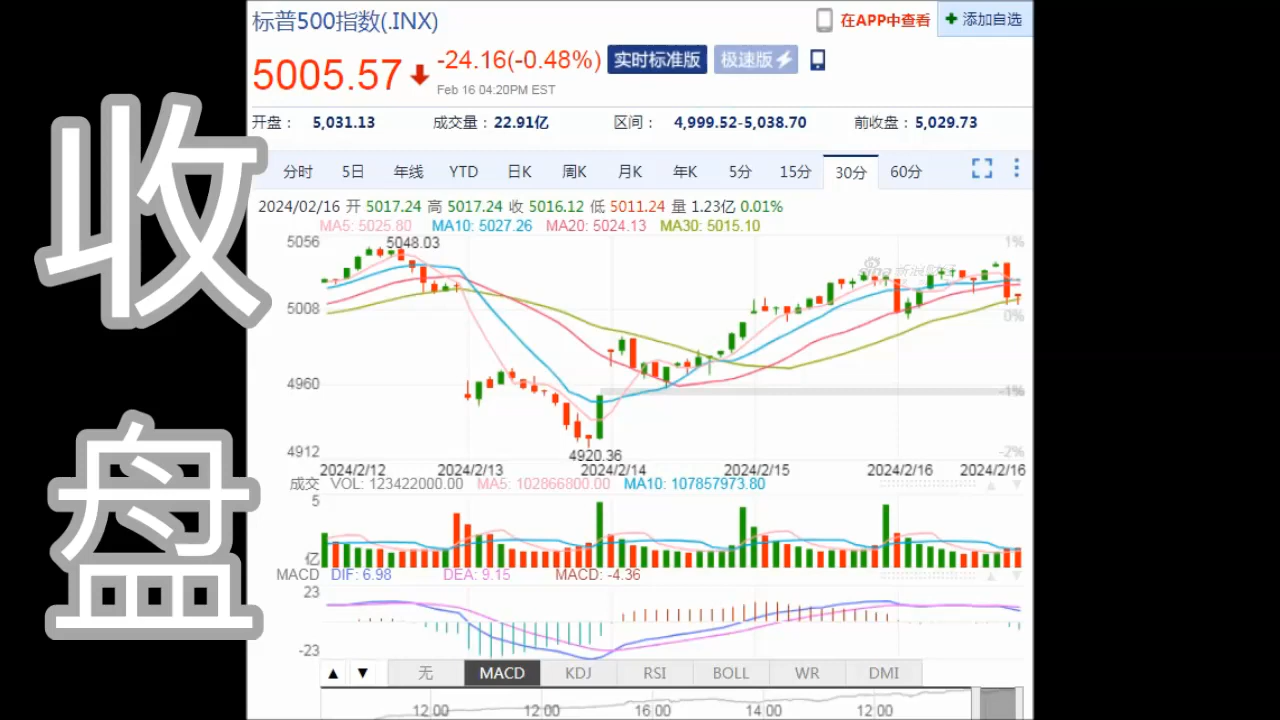 收盘
标普500指数(.INX)
在APP中查看
+ 添加自选
5005.57
-24.16(-0.48%)
实时标准版
极速版
Feb 16 04:20PM EST
开盘： 5,031.13 成交量：22.91亿 区间： 4,999.52-5,038.70 前收盘：5,029.73
分时 5日 年线 YTD 日K 周K 月K 年K 5分 15分 30分 60分
2024/02/16 开 5017.24 高 5017.24 收 5016.12 低 5011.24 量 1.23亿 0.01%
MA5: 5025.80 MA10: 5027.26 MA20: 5024.13 MA30: 5015.10
5056 5048.03 1%
sina 新浪财经
5008 0%
4960 -1%
4912 4920.36 -2%
2024/2/12 2024/2/13 2024/2/14 2024/2/15 2024/2/16 2024/2/16
成交 VOL: 123422000.00 MA5: 102866800.00 MA10: 107857973.80
5
亿
MACD DIF: 6.98 DEA: 9.15 MACD: -4.36
23
-23
▲ ▼ 无 MACD KDJ RSI BOLL WR DMI
12:00 12:00 16:00 14:00 12:00